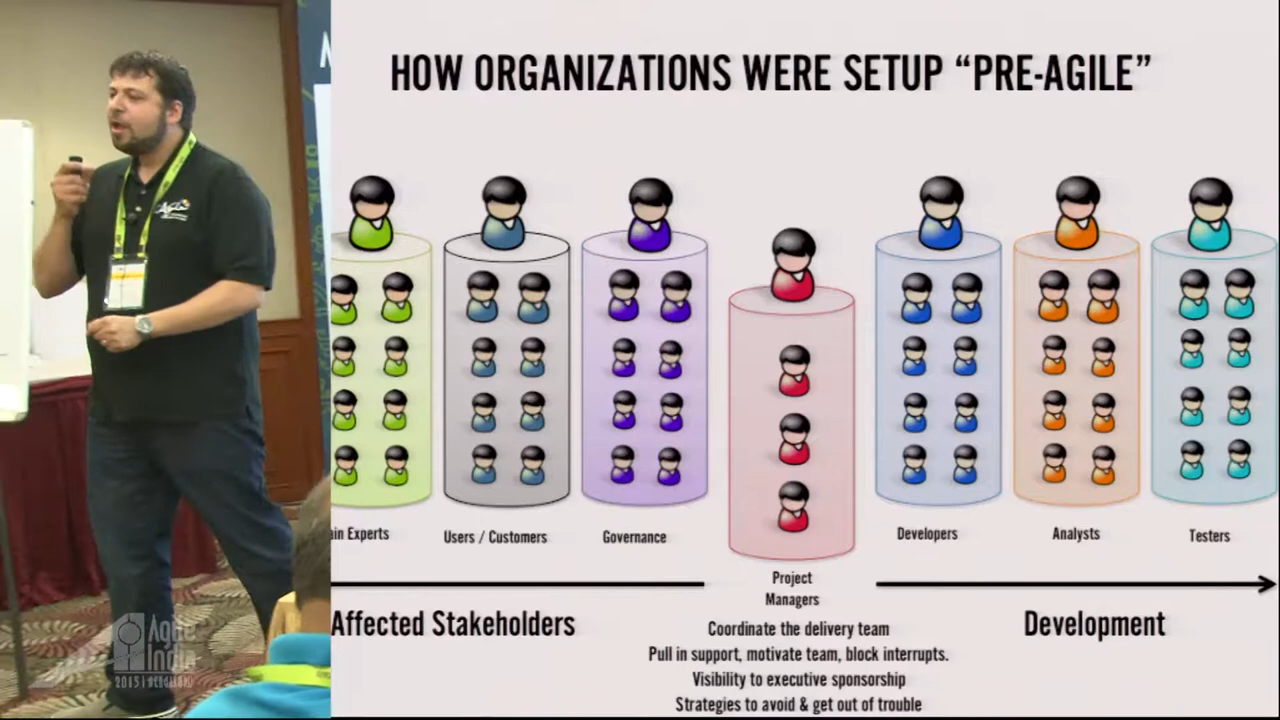 HOW ORGANIZATIONS WERE SETUP “PRE-AGILE”
Experts
Users / Customers
Governance
Developers
Analysts
Testers
Project
Managers
Affected Stakeholders
Development
Coordinate the delivery team
Pull in support, motivate team, block interrupts.
Visibility to executive sponsorship
Strategies to avoid & get out of trouble
Agile
India